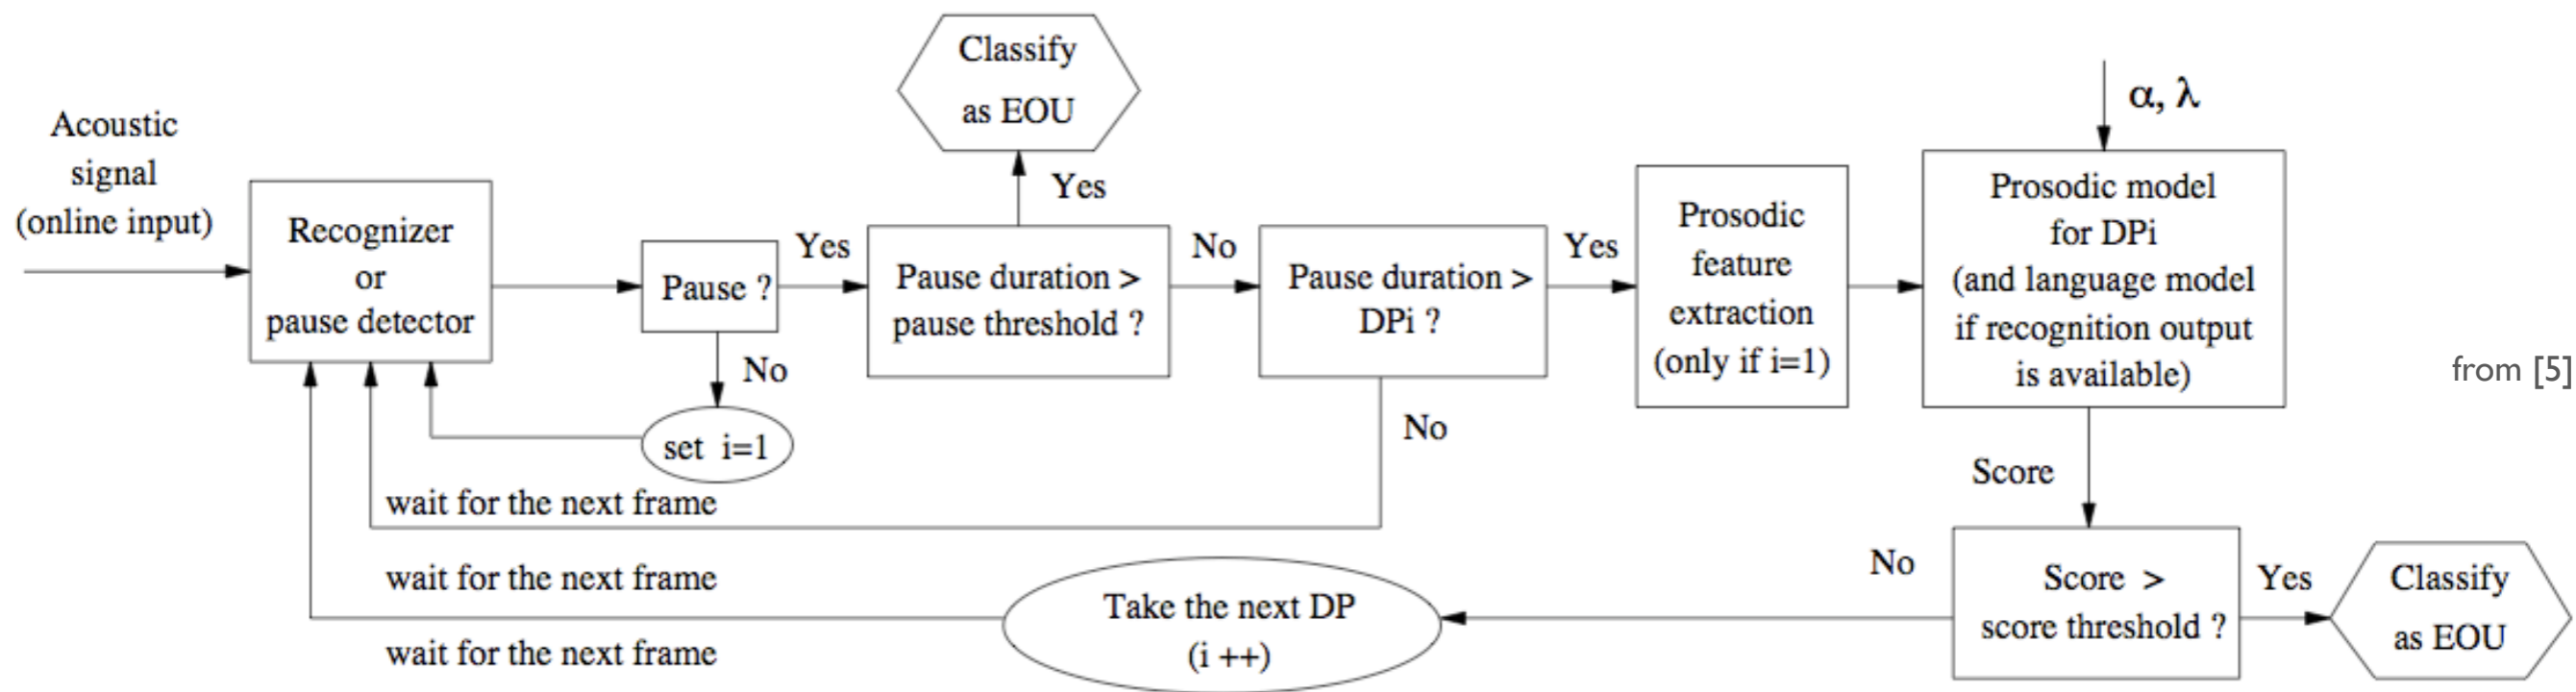 Acoustic
signal
(online input)
Recognizer
or
pause detector
Pause ?
Yes
No
set i=1
Classify
as EOU
Yes
Pause duration >
pause threshold ?
No
Pause duration >
DPi ?
Yes
No
Prosodic
feature
extraction
(only if i=1)
α, λ
Prosodic model
for DPi
(and language model
if recognition output
is available)
from [5]
Score
Score >
score threshold ?
Yes
Classify
as EOU
No
Take the next DP
(i ++)
wait for the next frame
wait for the next frame
wait for the next frame